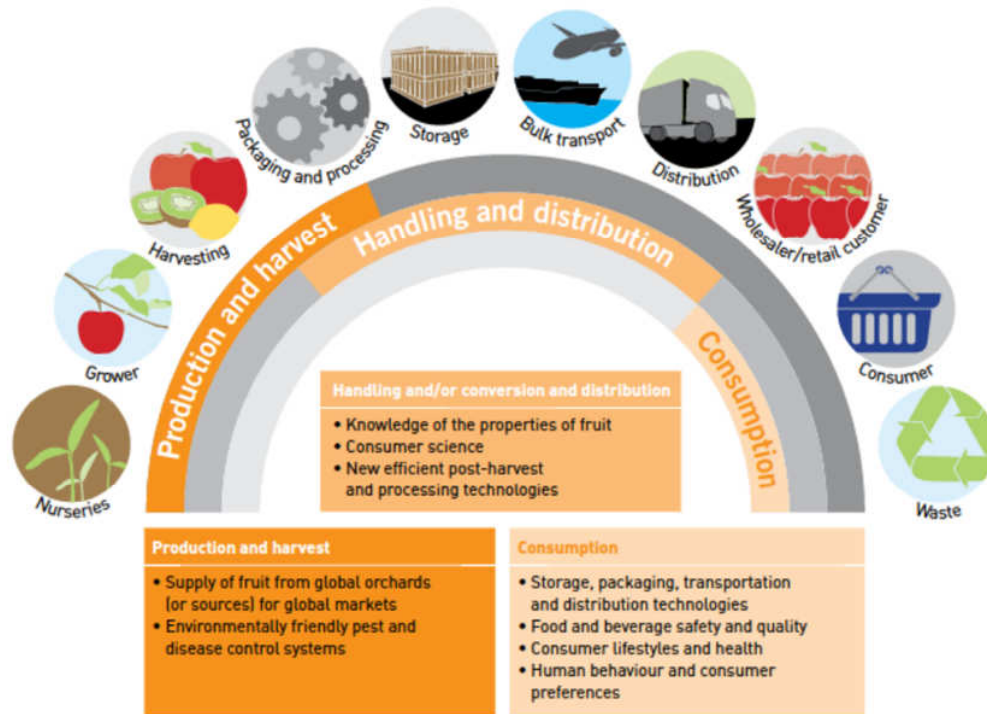 Nurseries
Grower
Harvesting
Packaging and processing
Storage
Bulk transport
Distribution
Wholesaler/retail customer
Consumer
Waste
Production and harvest
Handling and distribution
Consumption
Handling and/or conversion and distribution
• Knowledge of the properties of fruit
• Consumer science
• New efficient post-harvest
and processing technologies
Production and harvest
• Supply of fruit from global orchards
(or sources) for global markets
• Environmentally friendly pest and
disease control systems
Consumption
• Storage, packaging, transportation
and distribution technologies
• Food and beverage safety and quality
• Consumer lifestyles and health
• Human behaviour and consumer
preferences